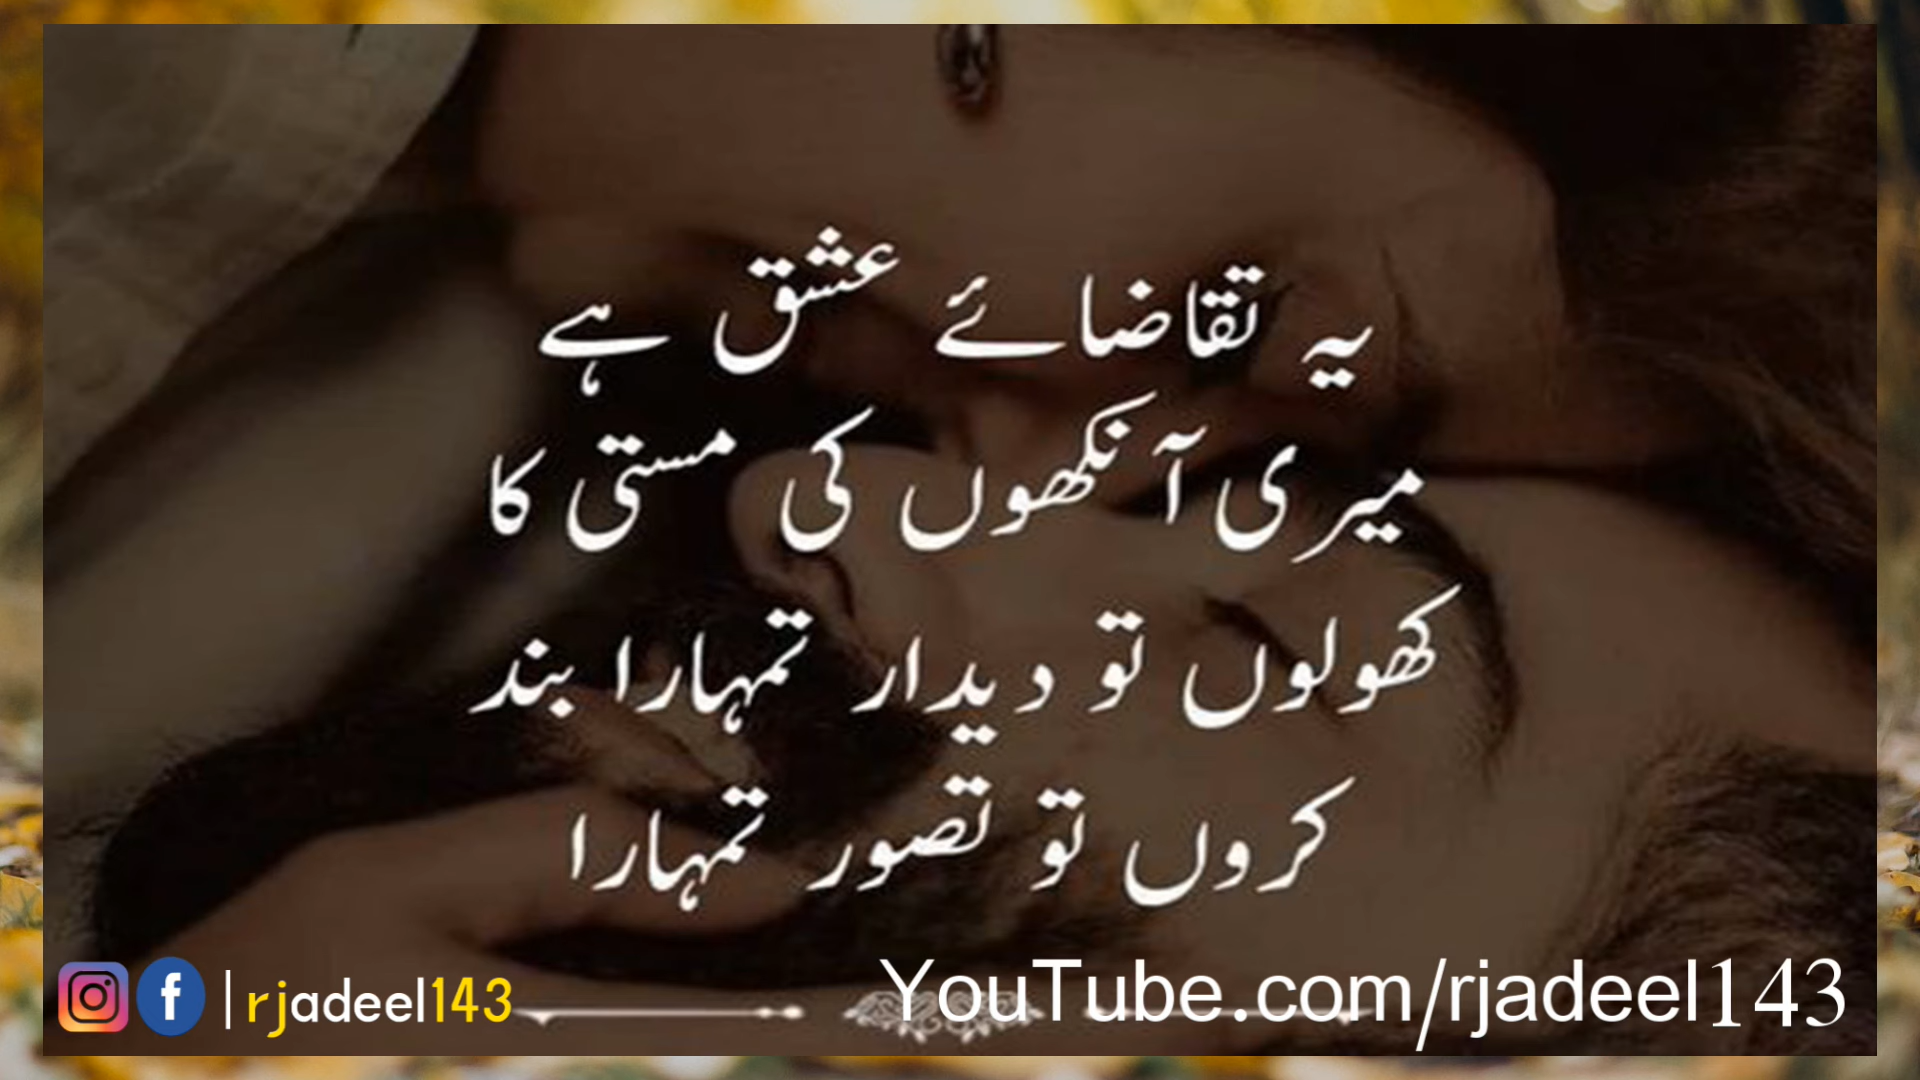 یہ تقاضائے عشق ہے
میری آنکھوں کی مستی کا
کھولوں تو دیدار تمہارا بند
کروں تو تصور تمہارا
rjadeel143
YouTube.com/rjadeel143